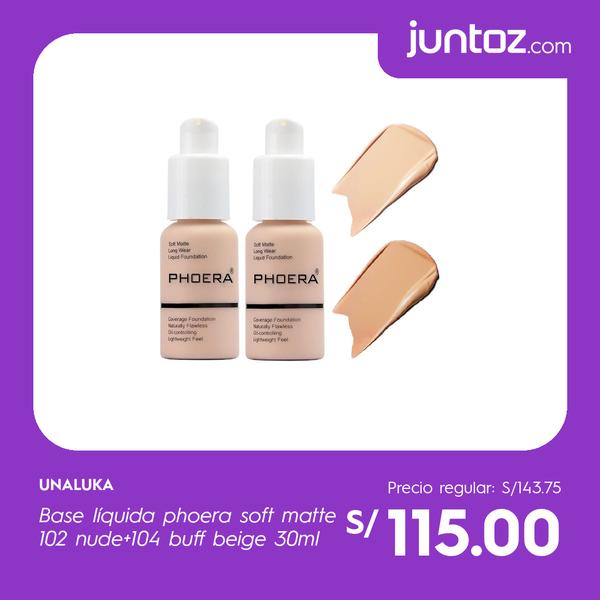 juntoz.com
Soft Matte
Long Wear
Liquid Foundation
PHOERA®
Coverage Foundation
Naturally Flawless
Oil-controlling
Lightweight Feel
Soft Matte
Long Wear
Liquid Foundation
PHOERA®
Coverage Foundation
Naturally Flawless
Oil-controlling
Lightweight Feel
UNALUKA
Base líquida phoera soft matte
102 nude+104 buff beige 30ml
Precio regular: S/143.75
S/115.00